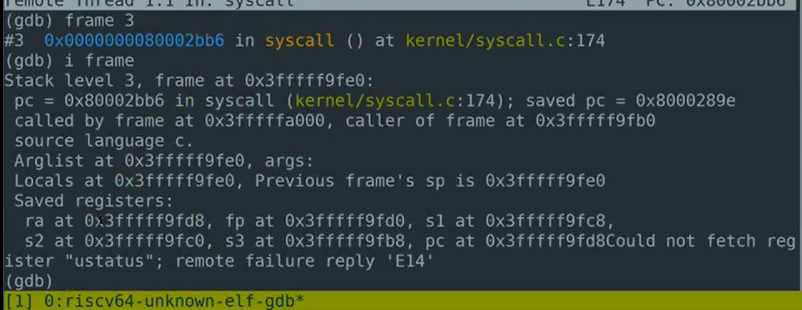 remote Thread 1.1 In: syscall L174 PC: 0x80002bb6
(gdb) frame 3
#3  0x0000000080002bb6 in syscall () at kernel/syscall.c:174
(gdb) i frame
Stack level 3, frame at 0x3fffff9fe0:
 pc = 0x80002bb6 in syscall (kernel/syscall.c:174); saved pc = 0x8000289e
 called by frame at 0x3fffffa000, caller of frame at 0x3fffff9fb0
 source language c.
 Arglist at 0x3fffff9fe0, args:
 Locals at 0x3fffff9fe0, Previous frame's sp is 0x3fffff9fe0
 Saved registers:
  ra at 0x3fffff9fd8, fp at 0x3fffff9fd0, s1 at 0x3fffff9fc8,
  s2 at 0x3fffff9fc0, s3 at 0x3fffff9fb8, pc at 0x3fffff9fd8Could not fetch reg
ister "ustatus"; remote failure reply 'E14'
(gdb)
[1] 0:riscv64-unknown-elf-gdb*